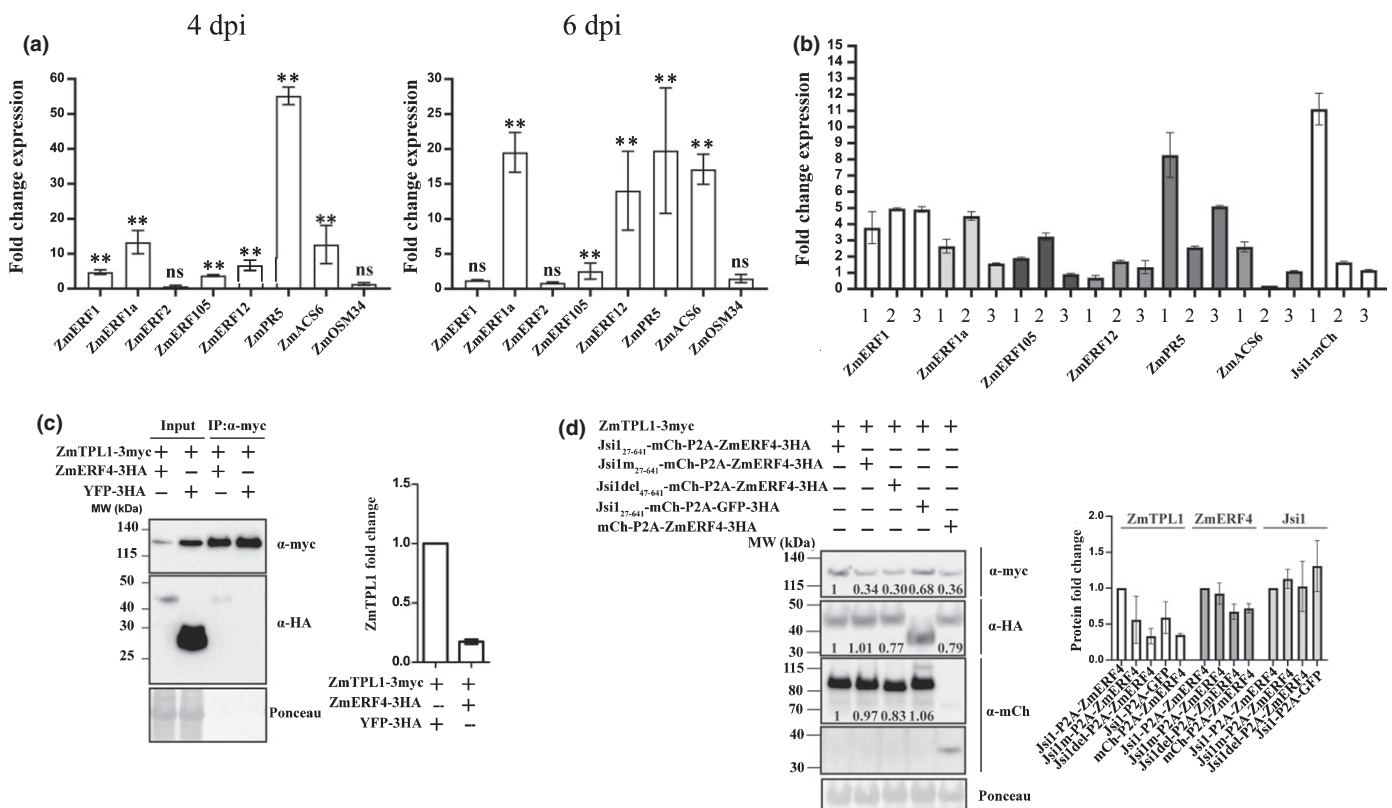 4 dpi
6 dpi
(a)
Fold change expression
60
50
40
30
20
10
0
**
**
ns
**
**
**
**
ns
ZmERF1
ZmERF1a
ZmERF2
ZmERF105
ZmERF12
ZmPR5
ZmACS6
ZmOSM34
Fold change expression
30
25
20
15
10
5
0
ns
**
ns
**
**
**
**
ns
ZmERF1
ZmERF1a
ZmERF2
ZmERF105
ZmERF12
ZmPR5
ZmACS6
ZmOSM34
(b)
Fold change expression
15
14
13
12
11
10
9
8
7
6
5
4
3
2
1
0
1 2 3 1 2 3 1 2 3 1 2 3 1 2 3 1 2 3 1 2 3
ZmERF1
ZmERF1a
ZmERF105
ZmERF12
ZmPR5
ZmACS6
Jsi1-mCh
(c)
Input IP:α-myc
ZmTPL1-3myc + + + +
ZmERF4-3HA + – + –
YFP-3HA – + – +
MW (kDa)
140
115
α-myc
50
40
30
25
α-HA
Ponceau
ZmTPL1 fold change
1.5
1.0
0.5
0.0
ZmTPL1-3myc + +
ZmERF4-3HA – +
YFP-3HA + –
(d)
ZmTPL1-3myc + + + + +
Jsi1₂₇₋₆₄₁-mCh-P2A-ZmERF4-3HA + – – – –
Jsi1m₂₇₋₆₄₁-mCh-P2A-ZmERF4-3HA – + – – –
Jsi1del₄₇₋₆₄₁-mCh-P2A-ZmERF4-3HA – – + – –
Jsi1₂₇₋₆₄₁-mCh-P2A-GFP-3HA – – – + –
mCh-P2A-ZmERF4-3HA – – – – +
MW (kDa)
140
115
1 0.34 0.30 0.68 0.36
α-myc
50
40
30
1 1.01 0.77 0.79
α-HA
115
80
70
1 0.97 0.83 1.06
α-mCh
40
30
Ponceau
Protein fold change
2.0
1.5
1.0
0.5
0.0
ZmTPL1 ZmERF4 Jsi1
Jsi1-P2A-ZmERF4
Jsi1m-P2A-ZmERF4
Jsi1del-P2A-ZmERF4
Jsi1-P2A-GFP
mCh-P2A-ZmERF4
Jsi1-P2A-ZmERF4
Jsi1m-P2A-ZmERF4
Jsi1del-P2A-ZmERF4
mCh-P2A-ZmERF4
Jsi1-P2A-ZmERF4
Jsi1m-P2A-ZmERF4
Jsi1del-P2A-ZmERF4
Jsi1-P2A-GFP